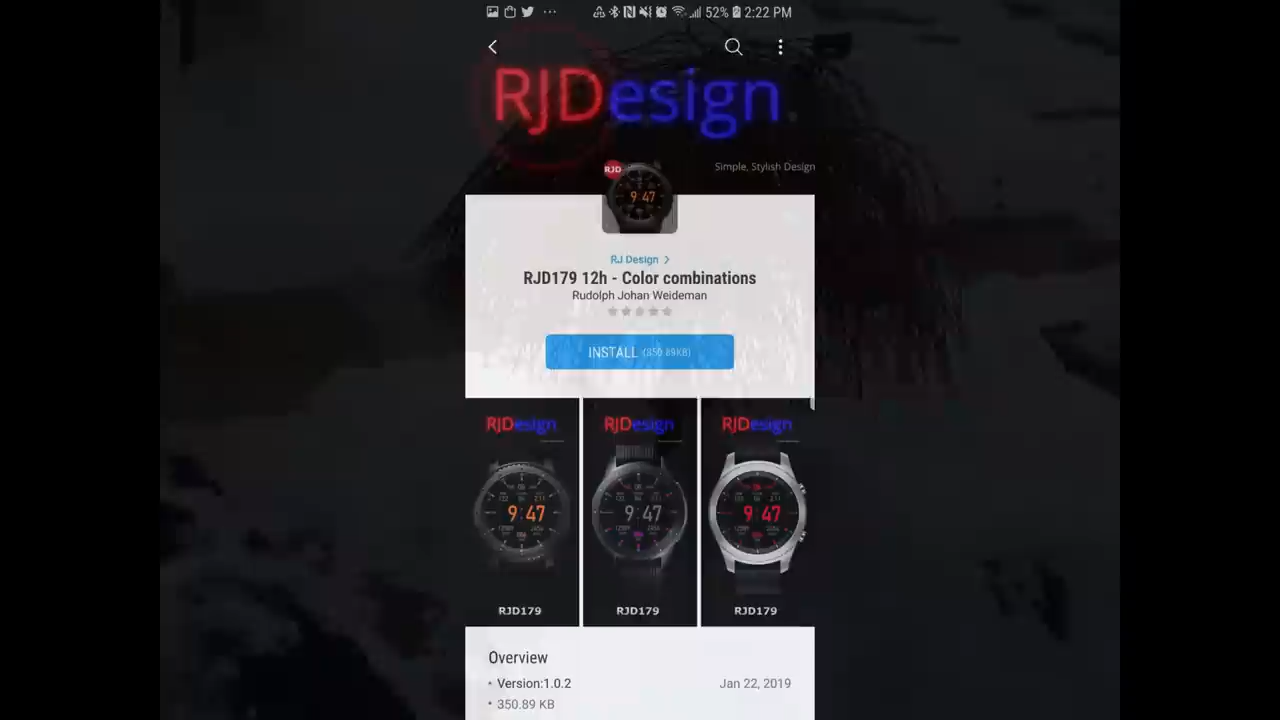 52% 2:22 PM
RJDesign
Simple, Stylish Design
RJD
9:47
RJ Design >
RJD179 12h - Color combinations
Rudolph Johan Weideman
INSTALL (350.89KB)
RJDesign RJDesign RJDesign
9:47 9:47 9:47
RJD179 RJD179 RJD179
Overview
• Version:1.0.2 Jan 22, 2019
• 350.89 KB